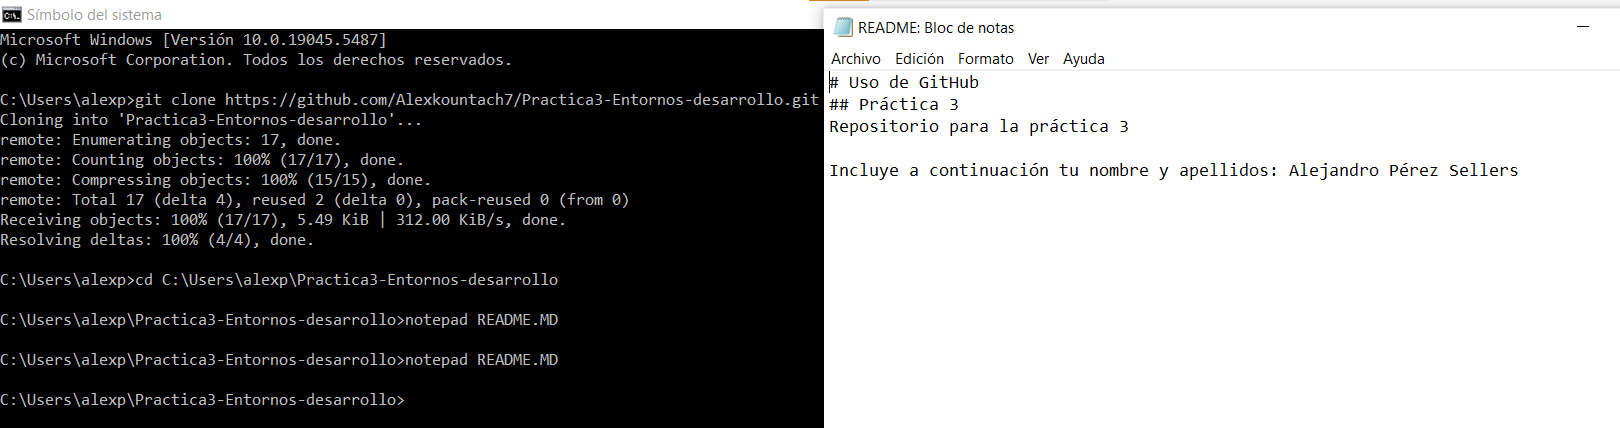 Símbolo del sistema
Microsoft Windows [Versión 10.0.19045.5487]
(c) Microsoft Corporation. Todos los derechos reservados.
C:\Users\alexp>git clone https://github.com/Alexkountach7/Practica3-Entornos-desarrollo.git
Cloning into 'Practica3-Entornos-desarrollo'...
remote: Enumerating objects: 17, done.
remote: Counting objects: 100% (17/17), done.
remote: Compressing objects: 100% (15/15), done.
remote: Total 17 (delta 4), reused 2 (delta 0), pack-reused 0 (from 0)
Receiving objects: 100% (17/17), 5.49 KiB | 312.00 KiB/s, done.
Resolving deltas: 100% (4/4), done.
C:\Users\alexp>cd C:\Users\alexp\Practica3-Entornos-desarrollo
C:\Users\alexp\Practica3-Entornos-desarrollo>notepad README.MD
C:\Users\alexp\Practica3-Entornos-desarrollo>notepad README.MD
C:\Users\alexp\Practica3-Entornos-desarrollo>
README: Bloc de notas
Archivo Edición Formato Ver Ayuda
# Uso de GitHub
## Práctica 3
Repositorio para la práctica 3
Incluye a continuación tu nombre y apellidos: Alejandro Pérez Sellers